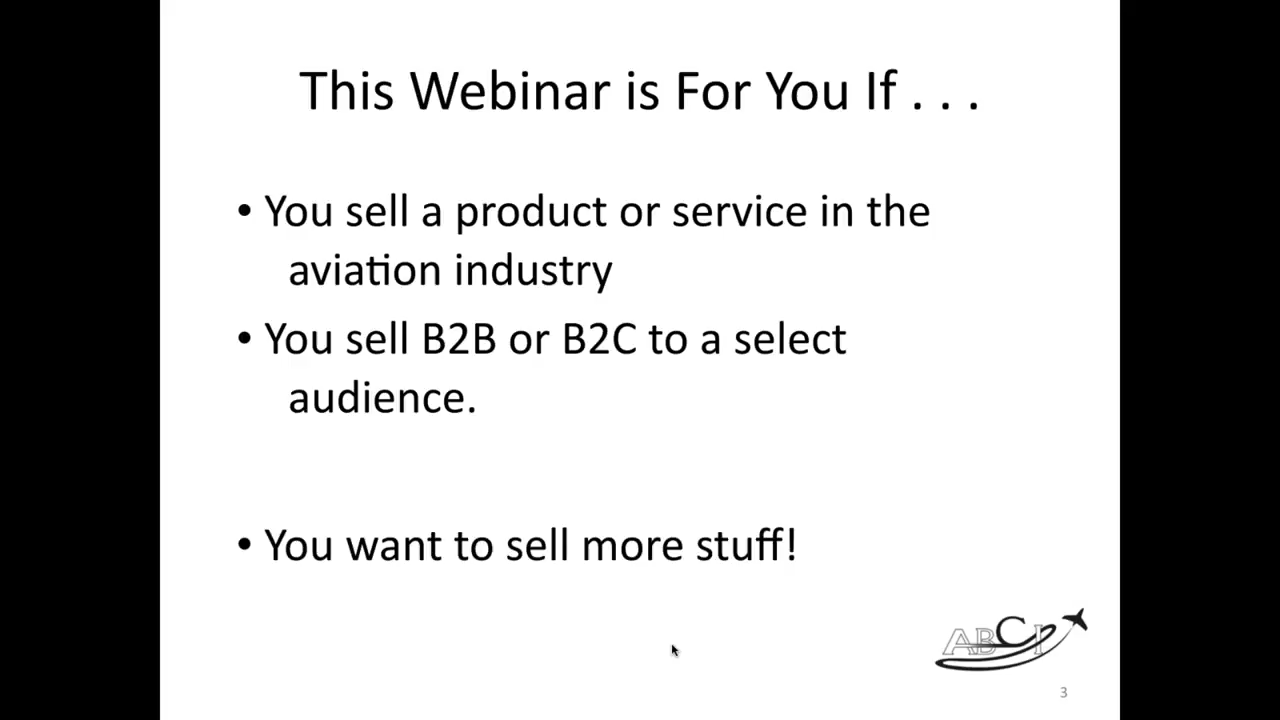 This Webinar is For You If . . .
• You sell a product or service in the
aviation industry
• You sell B2B or B2C to a select
audience.
• You want to sell more stuff!
ABCI
3